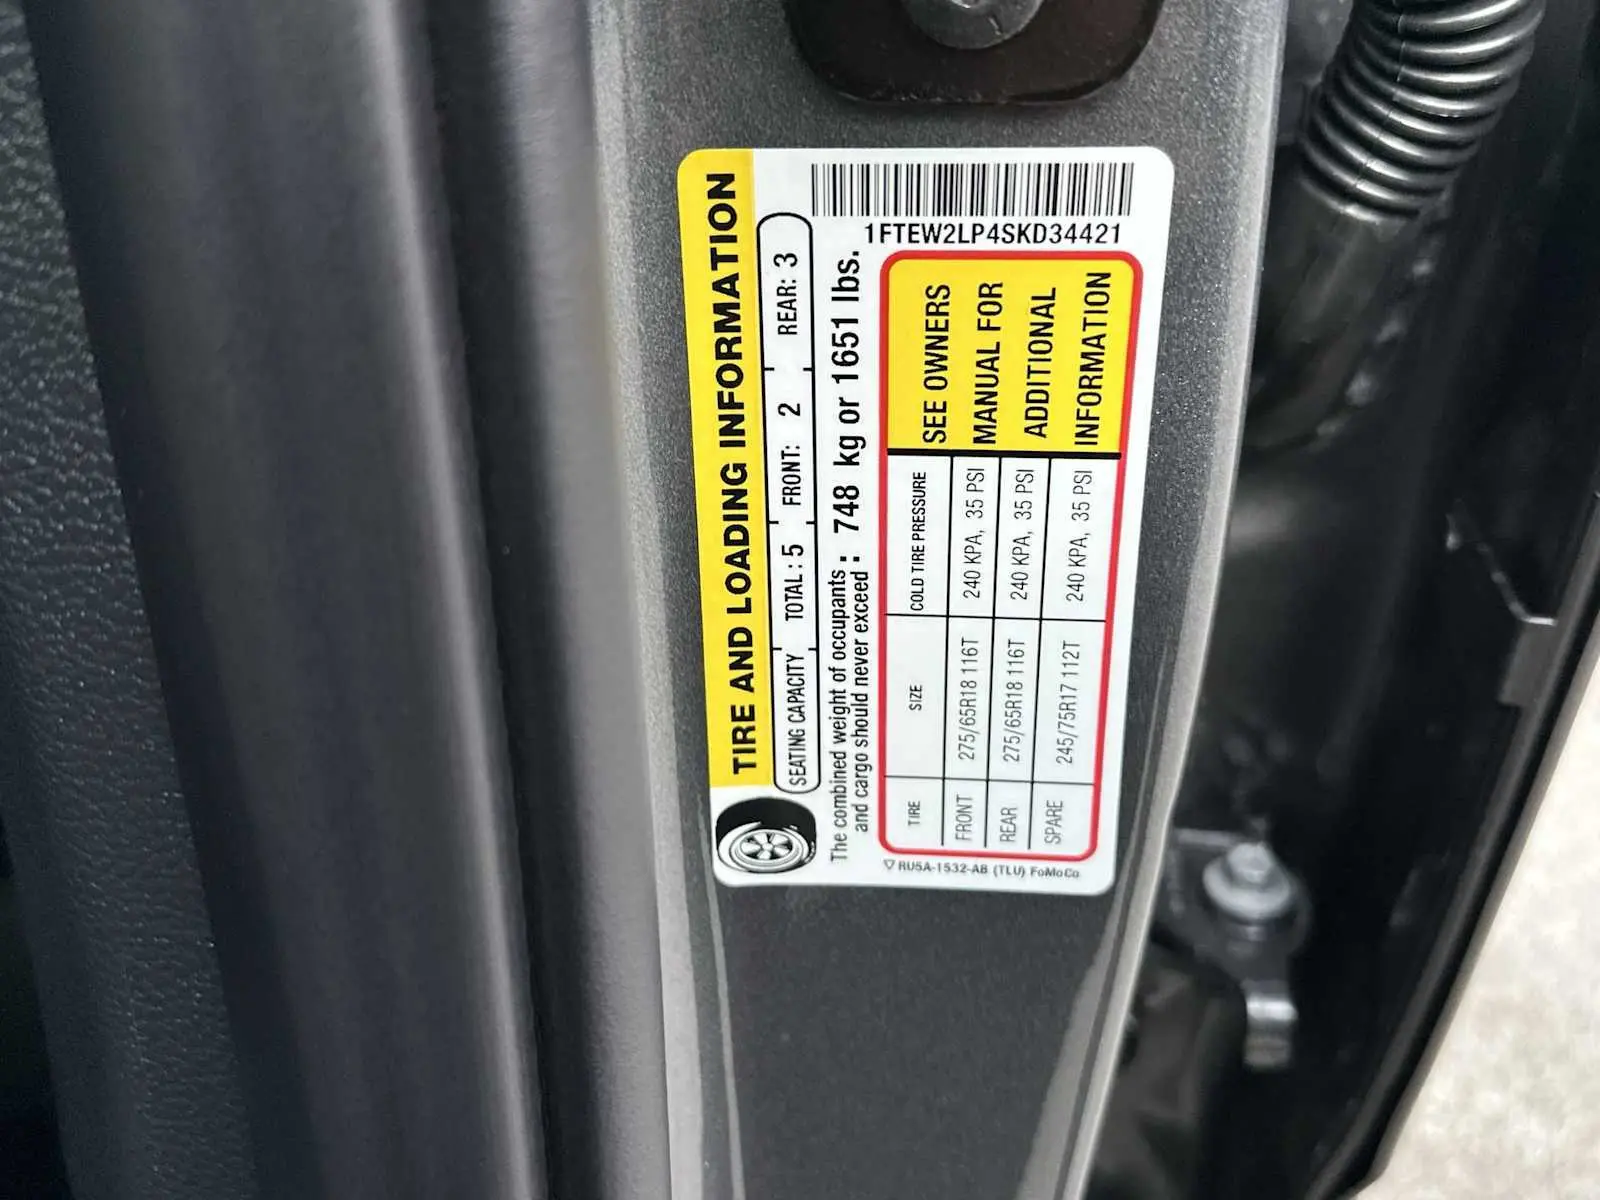 1FTEW2LP4SKD34421
TIRE AND LOADING INFORMATION
SEATING CAPACITY TOTAL : 5 FRONT: 2 REAR: 3
The combined weight of occupants
and cargo should never exceed : 748 kg or 1651 lbs.
TIRE SIZE COLD TIRE PRESSURE
FRONT 275/65R18 116T 240 KPA, 35 PSI
REAR 275/65R18 116T 240 KPA, 35 PSI
SPARE 245/75R17 112T 240 KPA, 35 PSI
SEE OWNERS
MANUAL FOR
ADDITIONAL
INFORMATION
RU5A-1532-AB (TLU) FoMoCo